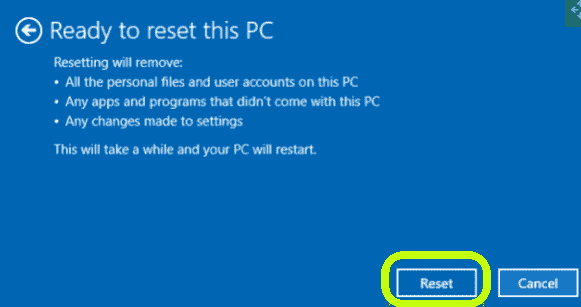 Ready to reset this PC
Resetting will remove:
• All the personal files and user accounts on this PC
• Any apps and programs that didn't come with this PC
• Any changes made to settings
This will take a while and your PC will restart.
Reset
Cancel